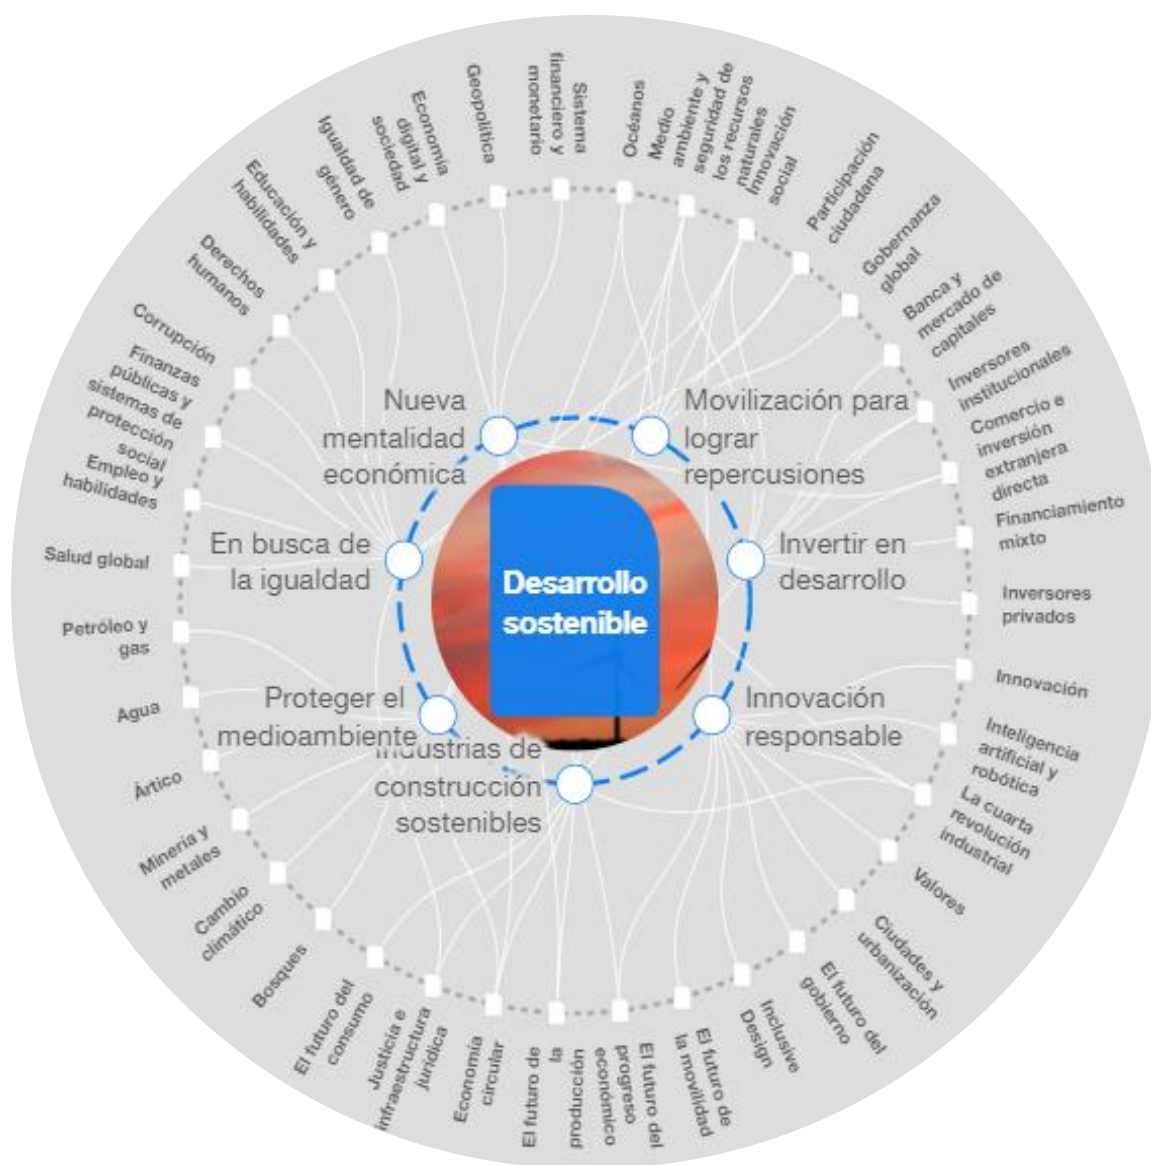 Desarrollo
sostenible
Nueva
mentalidad
económica
Movilización para
lograr
repercusiones
Invertir en
desarrollo
Innovación
responsable
Industrias de
construcción
sostenibles
Proteger el
medioambiente
En busca de
la igualdad
Sistema
financiero y
monetario
Océanos
Medio
ambiente y
seguridad de
los recursos
naturales
Innovación
social
Participación
ciudadana
Gobernanza
global
Banca y
mercado de
capitales
Inversores
institucionales
Comercio e
inversión
extranjera
directa
Financiamiento
mixto
Inversores
privados
Innovación
Inteligencia
artificial y
robótica
La cuarta
revolución
industrial
Valores
Ciudades y
urbanización
El futuro del
gobierno
Inclusive
Design
El futuro de
la movilidad
El futuro del
progreso
económico
El futuro de
la
producción
Economía
circular
Justicia e
infraestructura
jurídica
El futuro del
consumo
Bosques
Cambio
climático
Minería y
metales
Ártico
Agua
Petróleo y
gas
Salud global
Empleo y
habilidades
Finanzas
públicas y
sistemas de
protección
social
Corrupción
Derechos
humanos
Educación y
habilidades
Igualdad de
género
Economía
digital y
sociedad
Geopolítica